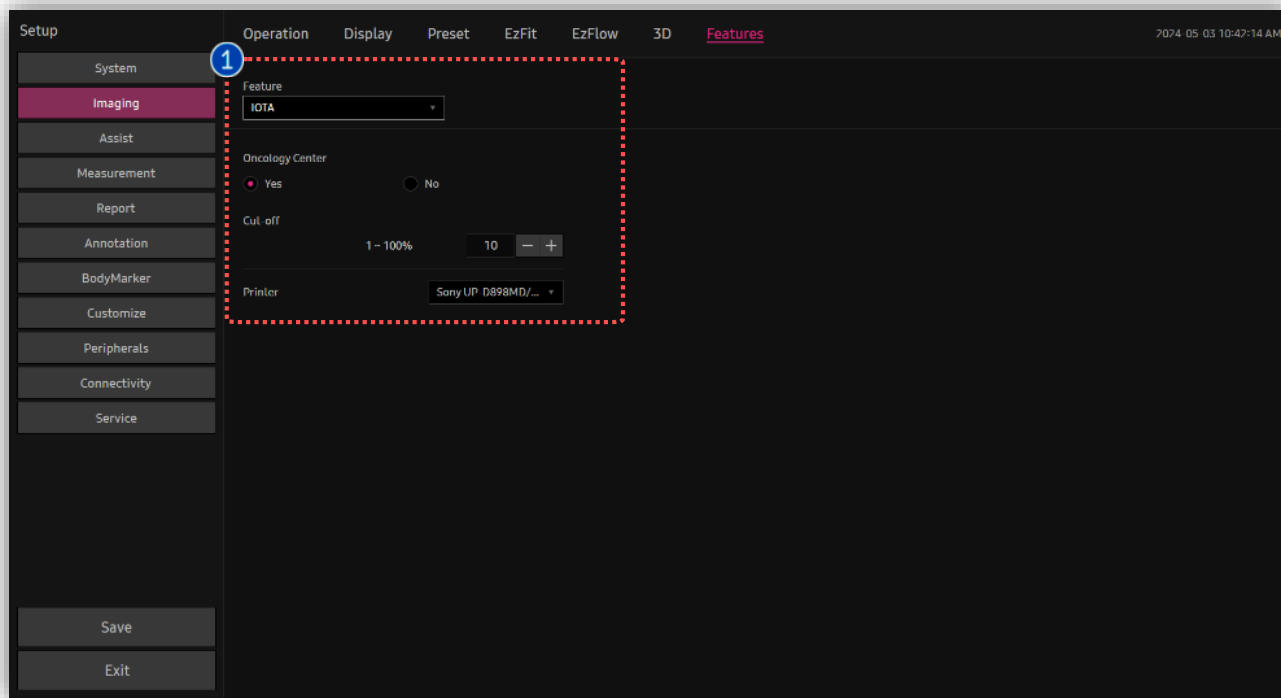 Setup
Operation Display Preset EzFit EzFlow 3D Features
2024-05-03 10:42:14 AM
System
1
Feature
Imaging
IOTA
Assist
Oncology Center
Measurement
Yes No
Report
Cut-off
Annotation
1 ~ 100% 10 − +
BodyMarker
Printer Sony UP-D898MD/...
Customize
Peripherals
Connectivity
Service
Save
Exit